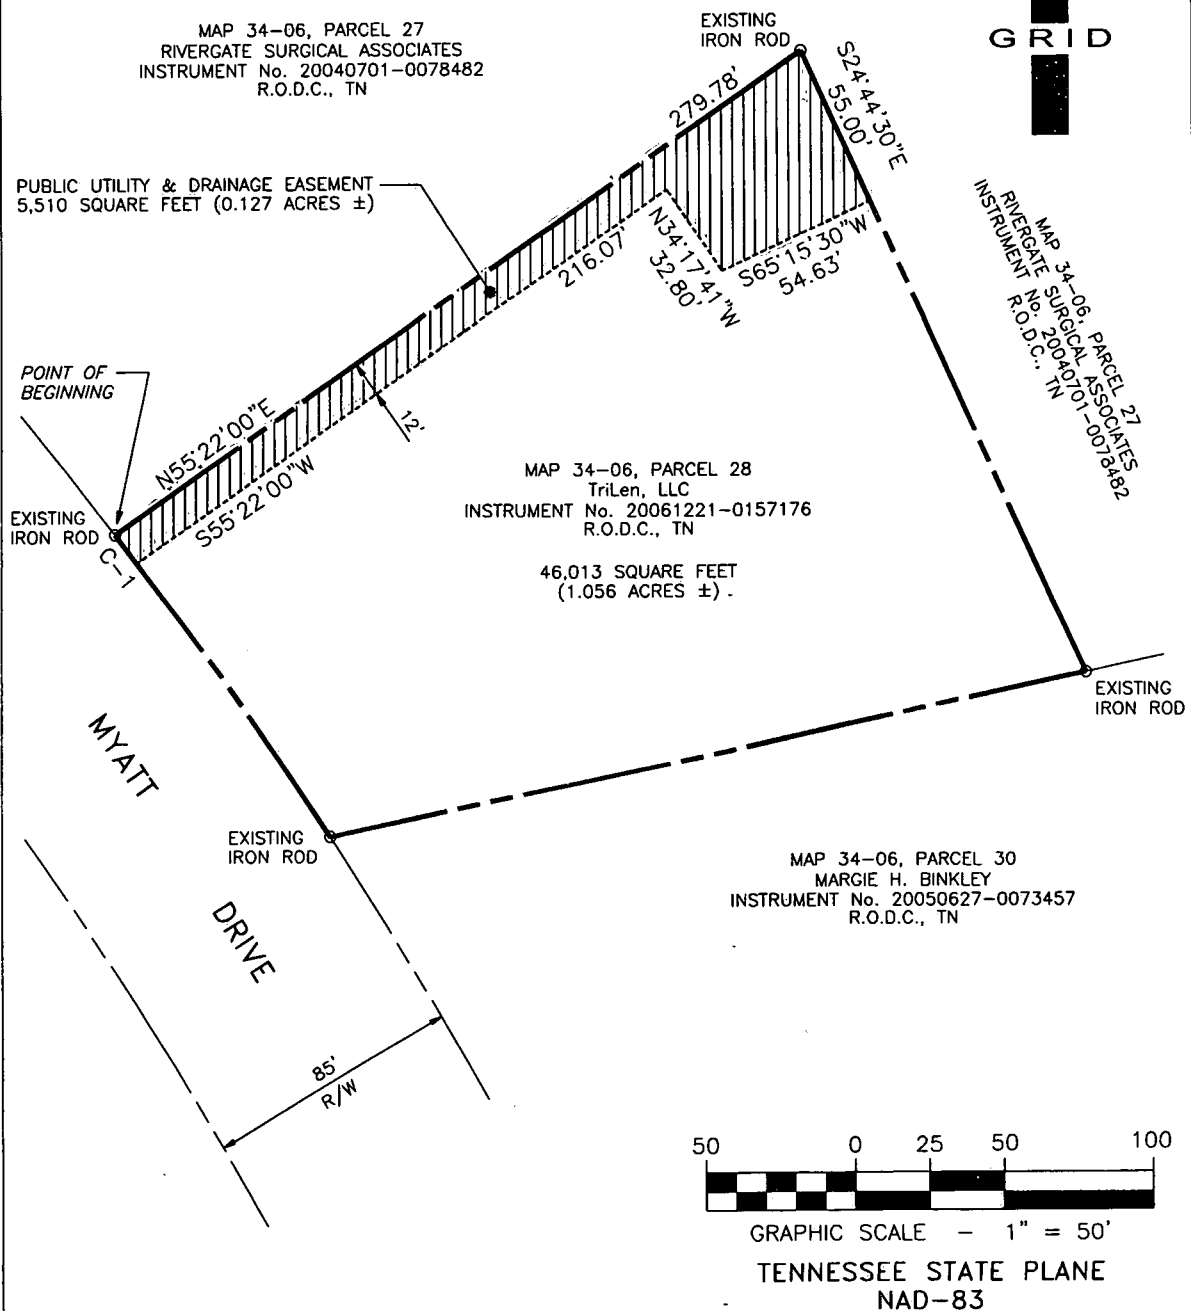 MAP 34-06, PARCEL 27
RIVERGATE SURGICAL ASSOCIATES
INSTRUMENT No. 20040701-0078482
R.O.D.C., TN
EXISTING
IRON ROD
GRID
279.78'
S24°44'30"E
55.00'
PUBLIC UTILITY & DRAINAGE EASEMENT
5,510 SQUARE FEET (0.127 ACRES ±)
216.07'
N34°17'41"W
32.80'
S65°15'30"W
54.63'
MAP 34-06, PARCEL 27
RIVERGATE SURGICAL ASSOCIATES
INSTRUMENT No. 20040701-0078482
R.O.D.C., TN
POINT OF
BEGINNING
N55°22'00"E
S55°22'00"W
12'
EXISTING
IRON ROD
C-1
MAP 34-06, PARCEL 28
TriLen, LLC
INSTRUMENT No. 20061221-0157176
R.O.D.C., TN
46,013 SQUARE FEET
(1.056 ACRES ±)
EXISTING
IRON ROD
MYATT
DRIVE
EXISTING
IRON ROD
MAP 34-06, PARCEL 30
MARGIE H. BINKLEY
INSTRUMENT No. 20050627-0073457
R.O.D.C., TN
85'
R/W
50 0 25 50 100
GRAPHIC SCALE - 1" = 50'
TENNESSEE STATE PLANE
NAD-83